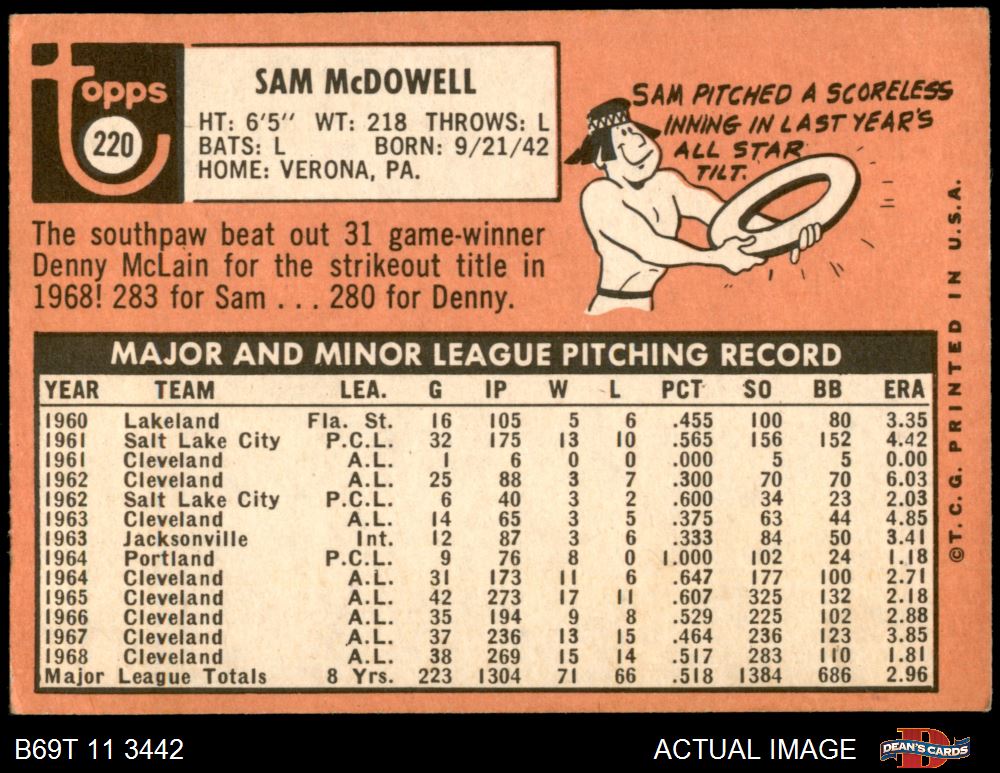 topps
220
SAM McDOWELL
HT: 6'5" WT: 218 THROWS: L
BATS: L BORN: 9/21/42
HOME: VERONA, PA.
SAM PITCHED A SCORELESS
INNING IN LAST YEAR'S
ALL STAR
TILT.
The southpaw beat out 31 game-winner
Denny McLain for the strikeout title in
1968! 283 for Sam . . . 280 for Denny.
MAJOR AND MINOR LEAGUE PITCHING RECORD
YEAR TEAM LEA. G IP W L PCT SO BB ERA
1960 Lakeland Fla. St. 16 105 5 6 .455 100 80 3.35
1961 Salt Lake City P.C.L. 32 175 13 10 .565 156 152 4.42
1961 Cleveland A.L. 1 6 0 0 .000 5 5 0.00
1962 Cleveland A.L. 25 88 3 7 .300 70 70 6.03
1962 Salt Lake City P.C.L. 6 40 3 2 .600 34 23 2.03
1963 Cleveland A.L. 14 65 3 5 .375 63 44 4.85
1963 Jacksonville Int. 12 87 3 6 .333 84 50 3.41
1964 Portland P.C.L. 9 76 8 0 1.000 102 24 1.18
1964 Cleveland A.L. 31 173 11 6 .647 177 100 2.71
1965 Cleveland A.L. 42 273 17 11 .607 325 132 2.18
1966 Cleveland A.L. 35 194 9 8 .529 225 102 2.88
1967 Cleveland A.L. 37 236 13 15 .464 236 123 3.85
1968 Cleveland A.L. 38 269 15 14 .517 283 110 1.81
Major League Totals 8 Yrs. 223 1304 71 66 .518 1384 686 2.96
©T.C.G. PRINTED IN U.S.A.
B69T 11 3442
ACTUAL IMAGE
DEAN'S CARDS